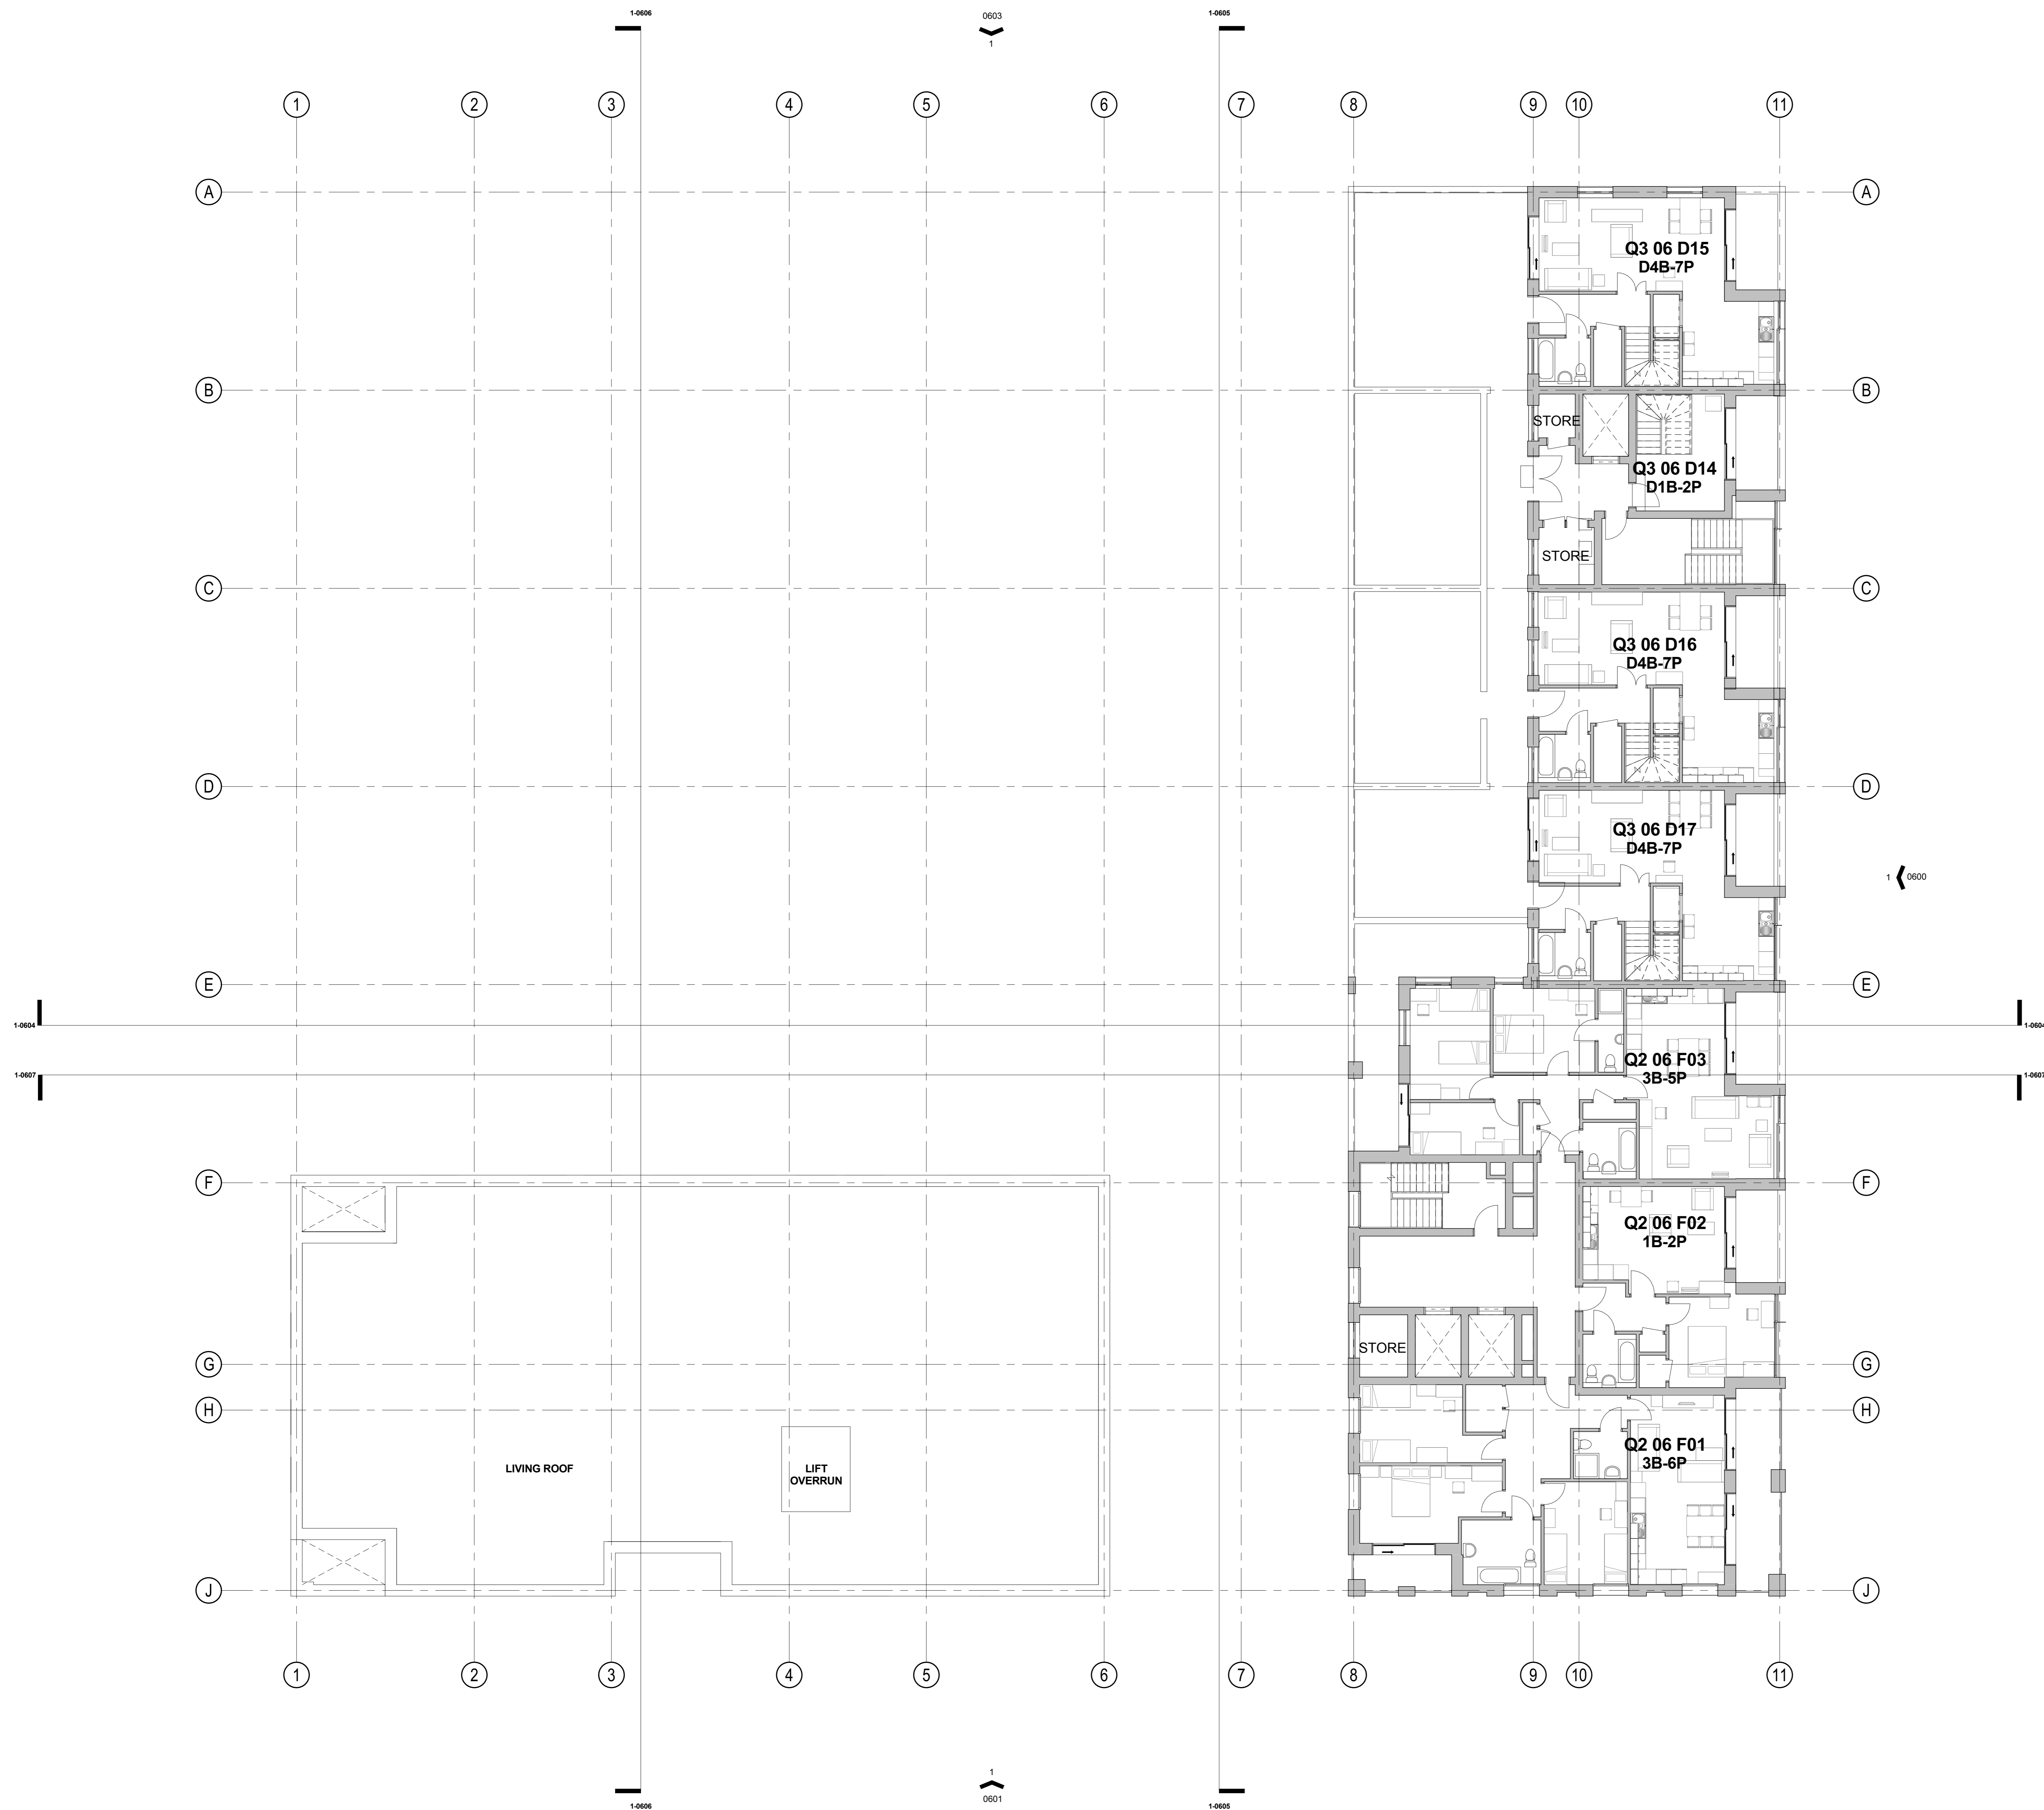 1-0606
0603
1-0605
1
1
2
3
4
5
6
7
8
9
10
11
A
A
Q3 06 D15
D4B-7P
B
B
STORE
Q3 06 D14
D1B-2P
STORE
C
C
Q3 06 D16
D4B-7P
D
D
Q3 06 D17
D4B-7P
1
0600
E
E
1-0604
1-0604
Q2 06 F03
3B-5P
1-0607
1-0607
F
F
Q2 06 F02
1B-2P
STORE
G
G
H
H
Q2 06 F01
3B-6P
LIVING ROOF
LIFT
OVERRUN
J
J
1
2
3
4
5
6
7
8
9
10
11
1
0601
1-0606
1-0605